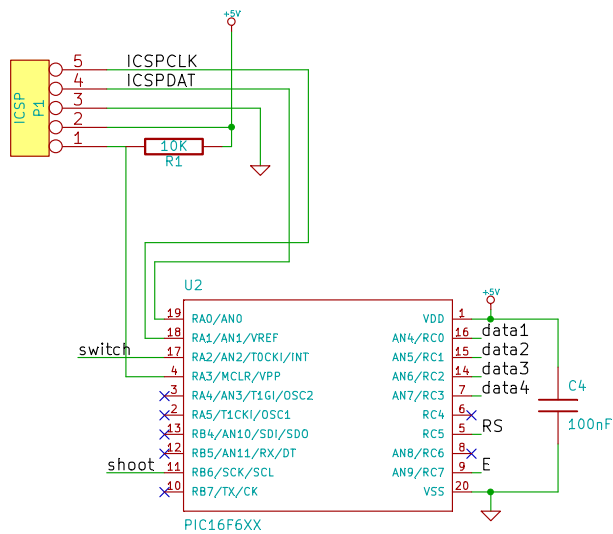 +5V
5 ICSPCLK
4 ICSPDAT
3
2
1
ICSP
P1
10K
R1
U2
+5V
19 RA0/AN0
18 RA1/AN1/VREF
switch 17 RA2/AN2/T0CKI/INT
4 RA3/MCLR/VPP
3 RA4/AN3/T1GI/OSC2
2 RA5/T1CKI/OSC1
13 RB4/AN10/SDI/SDO
12 RB5/AN11/RX/DT
shoot 11 RB6/SCK/SCL
10 RB7/TX/CK
VDD 1
AN4/RC0 16 data1
AN5/RC1 15 data2
AN6/RC2 14 data3
AN7/RC3 7 data4
RC4 6
RC5 5 RS
AN8/RC6 8
AN9/RC7 9 E
VSS 20
C4
100nF
PIC16F6XX